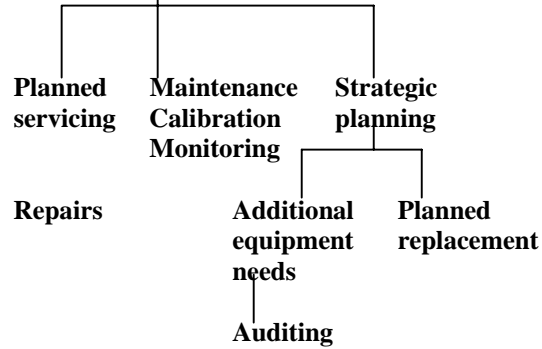 Planned
servicing
Maintenance
Calibration
Monitoring
Strategic
planning
Repairs
Additional
equipment
needs
Planned
replacement
Auditing